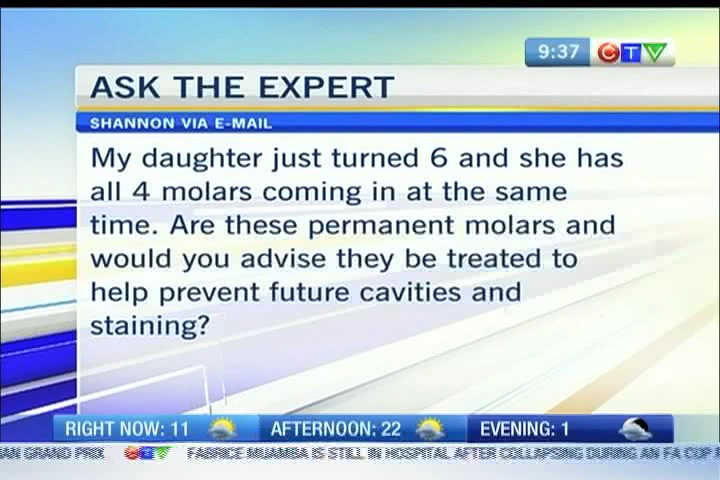 9:37 CTV
ASK THE EXPERT
SHANNON VIA E-MAIL
My daughter just turned 6 and she has
all 4 molars coming in at the same
time. Are these permanent molars and
would you advise they be treated to
help prevent future cavities and
staining?
RIGHT NOW: 11 AFTERNOON: 22 EVENING: 1
AN GRAND PRIX CTV FABRICE MUAMBA IS STILL IN HOSPITAL AFTER COLLAPSING DURING AN FA CUP